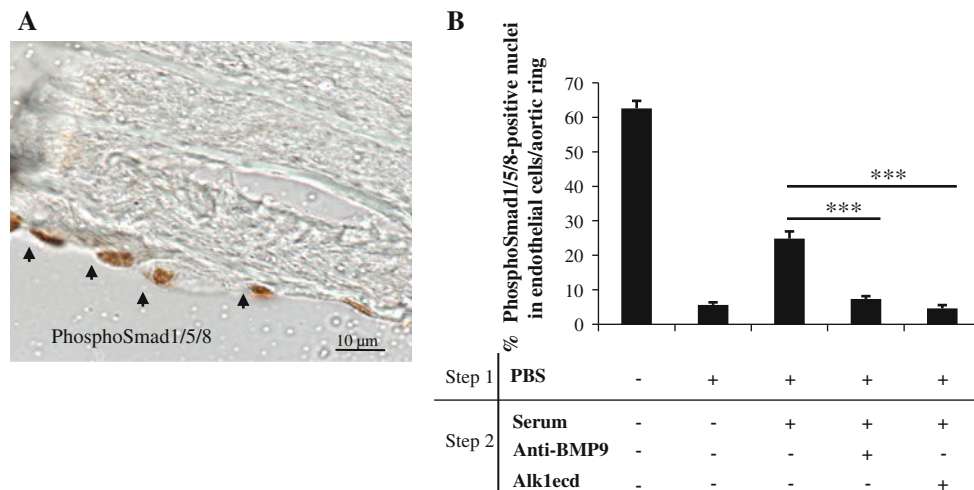 A
PhosphoSmad1/5/8
10 µm
B
% PhosphoSmad1/5/8-positive nuclei
in endothelial cells/aortic ring
70
60
50
40
30
20
10
0
***
***
Step 1 PBS - + + + +
Step 2
Serum - - + + +
Anti-BMP9 - - - + -
Alk1ecd - - - - +